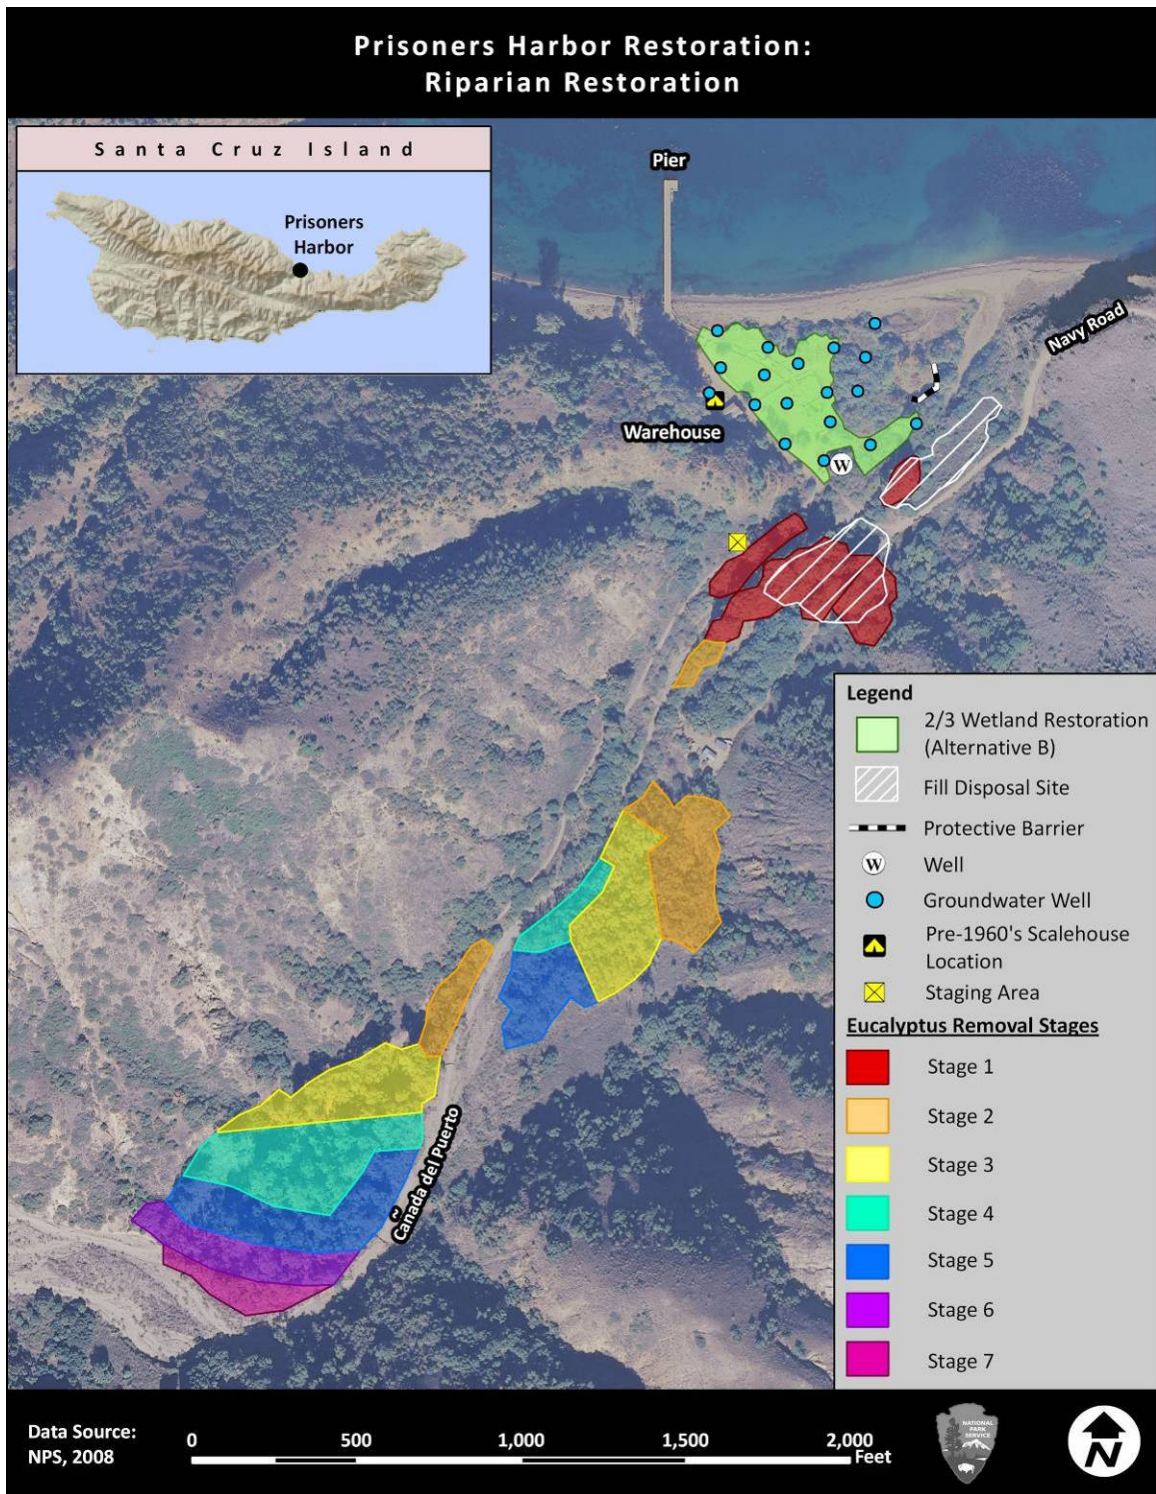 Prisoners Harbor Restoration:
Riparian Restoration
Santa Cruz Island
Prisoners
Harbor
Pier
Navy Road
Warehouse
W
Cañada del Puerto
Legend
2/3 Wetland Restoration
(Alternative B)
Fill Disposal Site
Protective Barrier
W
Well
Groundwater Well
Pre-1960's Scalehouse
Location
Staging Area
Eucalyptus Removal Stages
Stage 1
Stage 2
Stage 3
Stage 4
Stage 5
Stage 6
Stage 7
Data Source:
NPS, 2008
0 500 1,000 1,500 2,000
Feet
NATIONAL
PARK
SERVICE
N